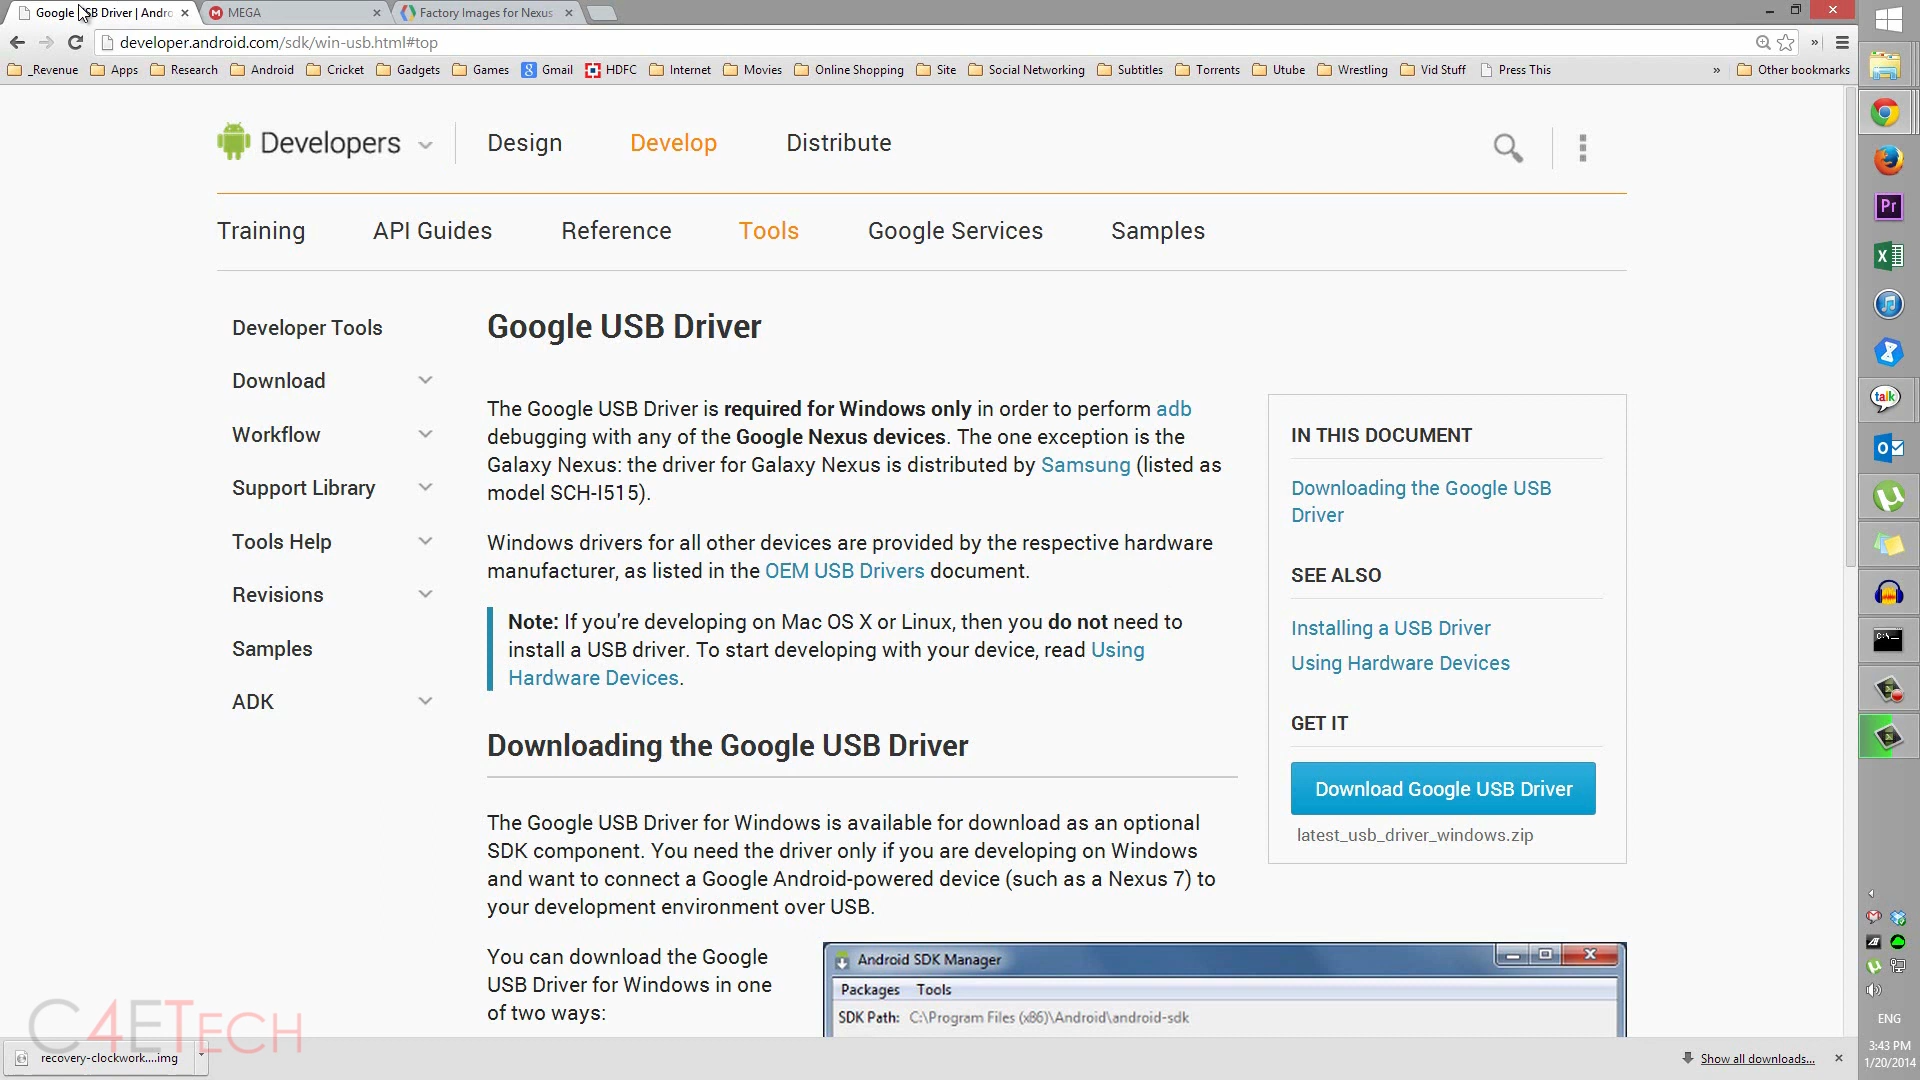 Google USB Driver | Andro
MEGA
Factory Images for Nexus
developer.android.com/sdk/win-usb.html#top
_Revenue Apps Research Android Cricket Gadgets Games Gmail HDFC Internet Movies Online Shopping Site Social Networking Subtitles Torrents Utube Wrestling Vid Stuff Press This » Other bookmarks
Developers Design Develop Distribute
Training API Guides Reference Tools Google Services Samples
Developer Tools
Download
Workflow
Support Library
Tools Help
Revisions
Samples
ADK
Google USB Driver
The Google USB Driver is required for Windows only in order to perform adb
debugging with any of the Google Nexus devices. The one exception is the
Galaxy Nexus: the driver for Galaxy Nexus is distributed by Samsung (listed as
model SCH-I515).
Windows drivers for all other devices are provided by the respective hardware
manufacturer, as listed in the OEM USB Drivers document.
Note: If you're developing on Mac OS X or Linux, then you do not need to
install a USB driver. To start developing with your device, read Using
Hardware Devices.
Downloading the Google USB Driver
The Google USB Driver for Windows is available for download as an optional
SDK component. You need the driver only if you are developing on Windows
and want to connect a Google Android-powered device (such as a Nexus 7) to
your development environment over USB.
You can download the Google
USB Driver for Windows in one
of two ways:
Android SDK Manager
Packages Tools
SDK Path: C:\Program Files (x86)\Android\android-sdk
IN THIS DOCUMENT
Downloading the Google USB
Driver
SEE ALSO
Installing a USB Driver
Using Hardware Devices
GET IT
Download Google USB Driver
latest_usb_driver_windows.zip
C4ETECH
recovery-clockwork....img
Show all downloads...
Pr
talk
ENG
3:43 PM
1/20/2014